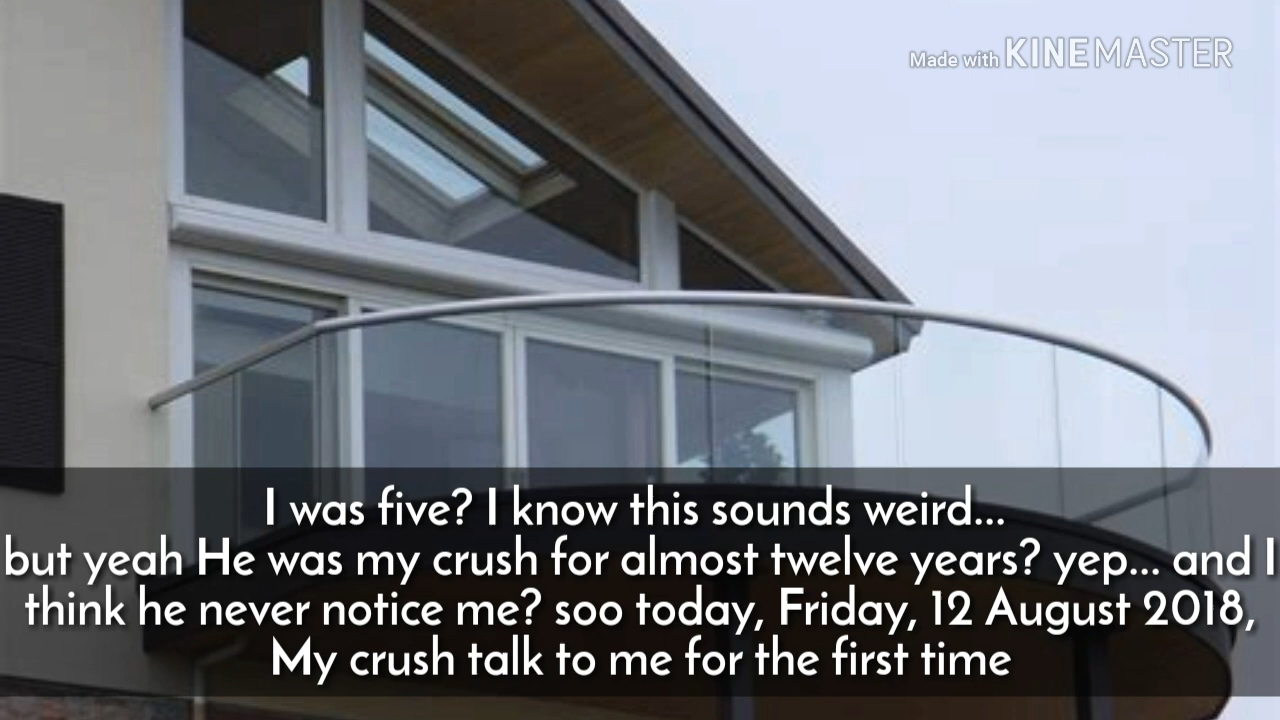 Made with KINEMASTER
I was five? I know this sounds weird...
but yeah He was my crush for almost twelve years? yep... and I
think he never notice me? soo today, Friday, 12 August 2018,
My crush talk to me for the first time